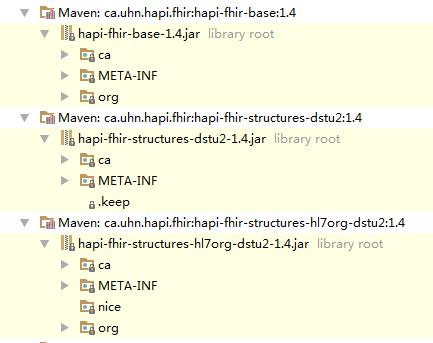 Maven: ca.uhn.hapi.fhir:hapi-fhir-base:1.4
hapi-fhir-base-1.4.jar library root
ca
META-INF
org
Maven: ca.uhn.hapi.fhir:hapi-fhir-structures-dstu2:1.4
hapi-fhir-structures-dstu2-1.4.jar library root
ca
META-INF
.keep
Maven: ca.uhn.hapi.fhir:hapi-fhir-structures-hl7org-dstu2:1.4
hapi-fhir-structures-hl7org-dstu2-1.4.jar library root
ca
META-INF
nice
org